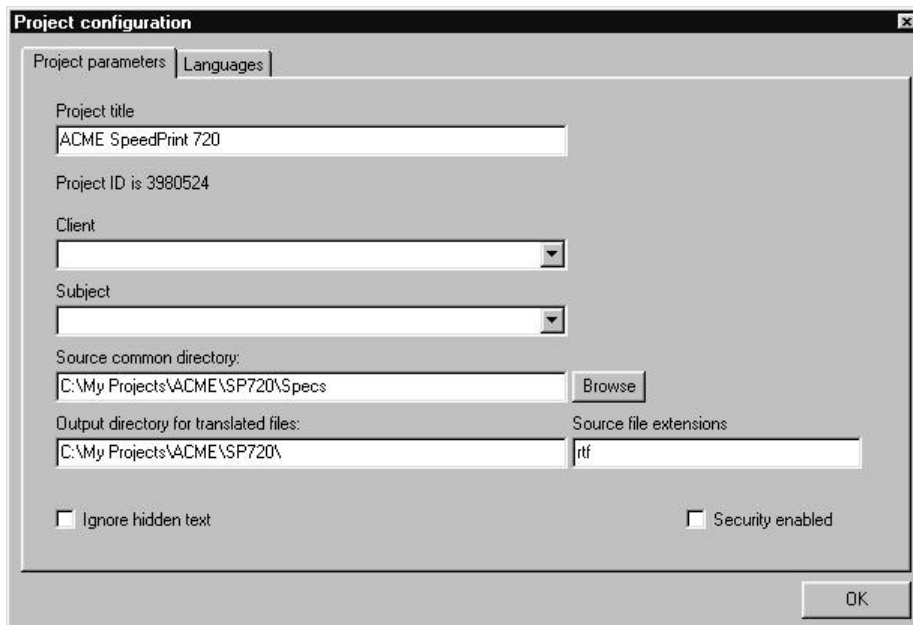 Project configuration
Project parameters
Languages
Project title
ACME SpeedPrint 720
Project ID is 3980524
Client
Subject
Source common directory:
C:\My Projects\ACME\SP720\Specs
Browse
Output directory for translated files:
Source file extensions
C:\My Projects\ACME\SP720\
rtf
Ignore hidden text
Security enabled
OK